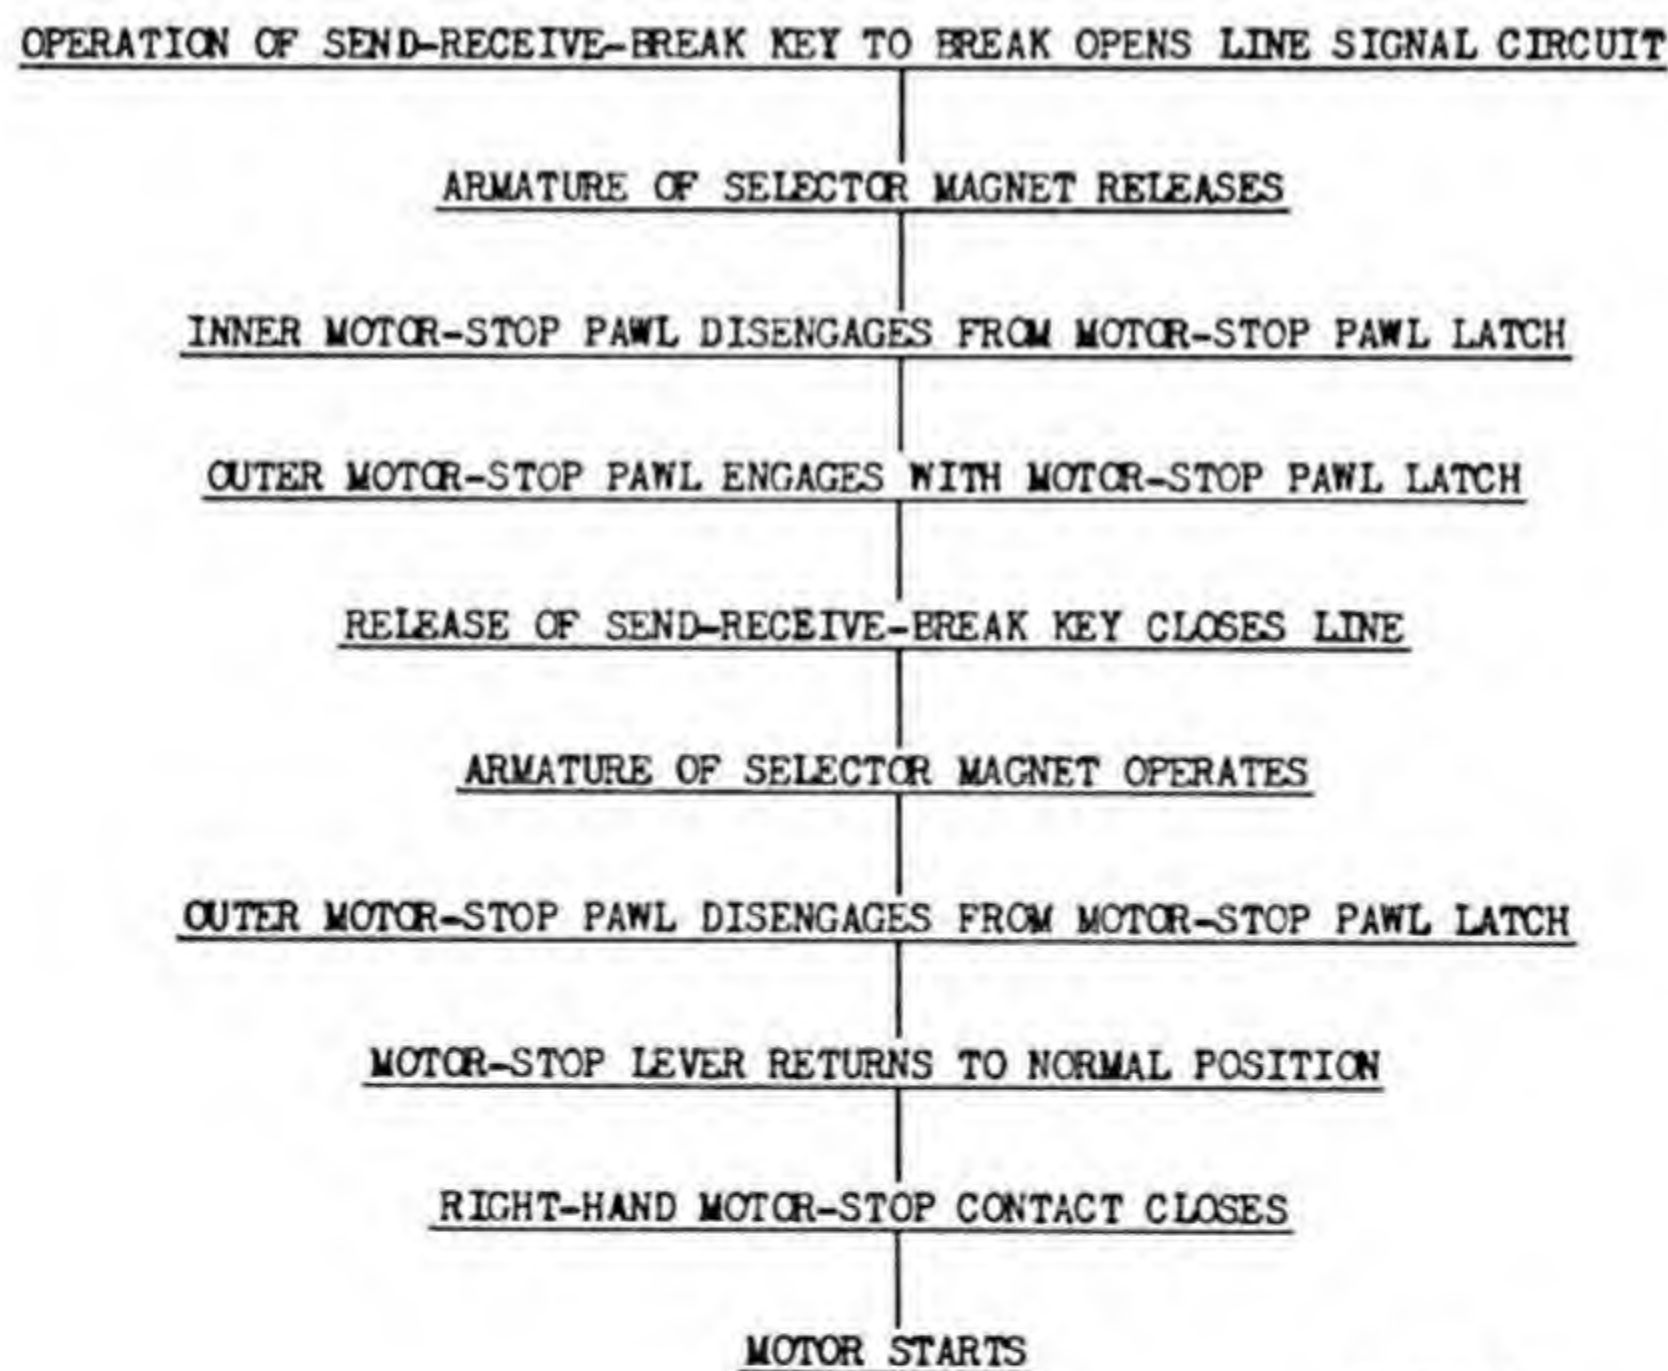 OPERATION OF SEND-RECEIVE-BREAK KEY TO BREAK OPENS LINE SIGNAL CIRCUIT
ARMATURE OF SELECTOR MAGNET RELEASES
INNER MOTOR-STOP PAWL DISENGAGES FROM MOTOR-STOP PAWL LATCH
OUTER MOTOR-STOP PAWL ENGAGES WITH MOTOR-STOP PAWL LATCH
RELEASE OF SEND-RECEIVE-BREAK KEY CLOSES LINE
ARMATURE OF SELECTOR MAGNET OPERATES
OUTER MOTOR-STOP PAWL DISENGAGES FROM MOTOR-STOP PAWL LATCH
MOTOR-STOP LEVER RETURNS TO NORMAL POSITION
RIGHT-HAND MOTOR-STOP CONTACT CLOSES
MOTOR STARTS